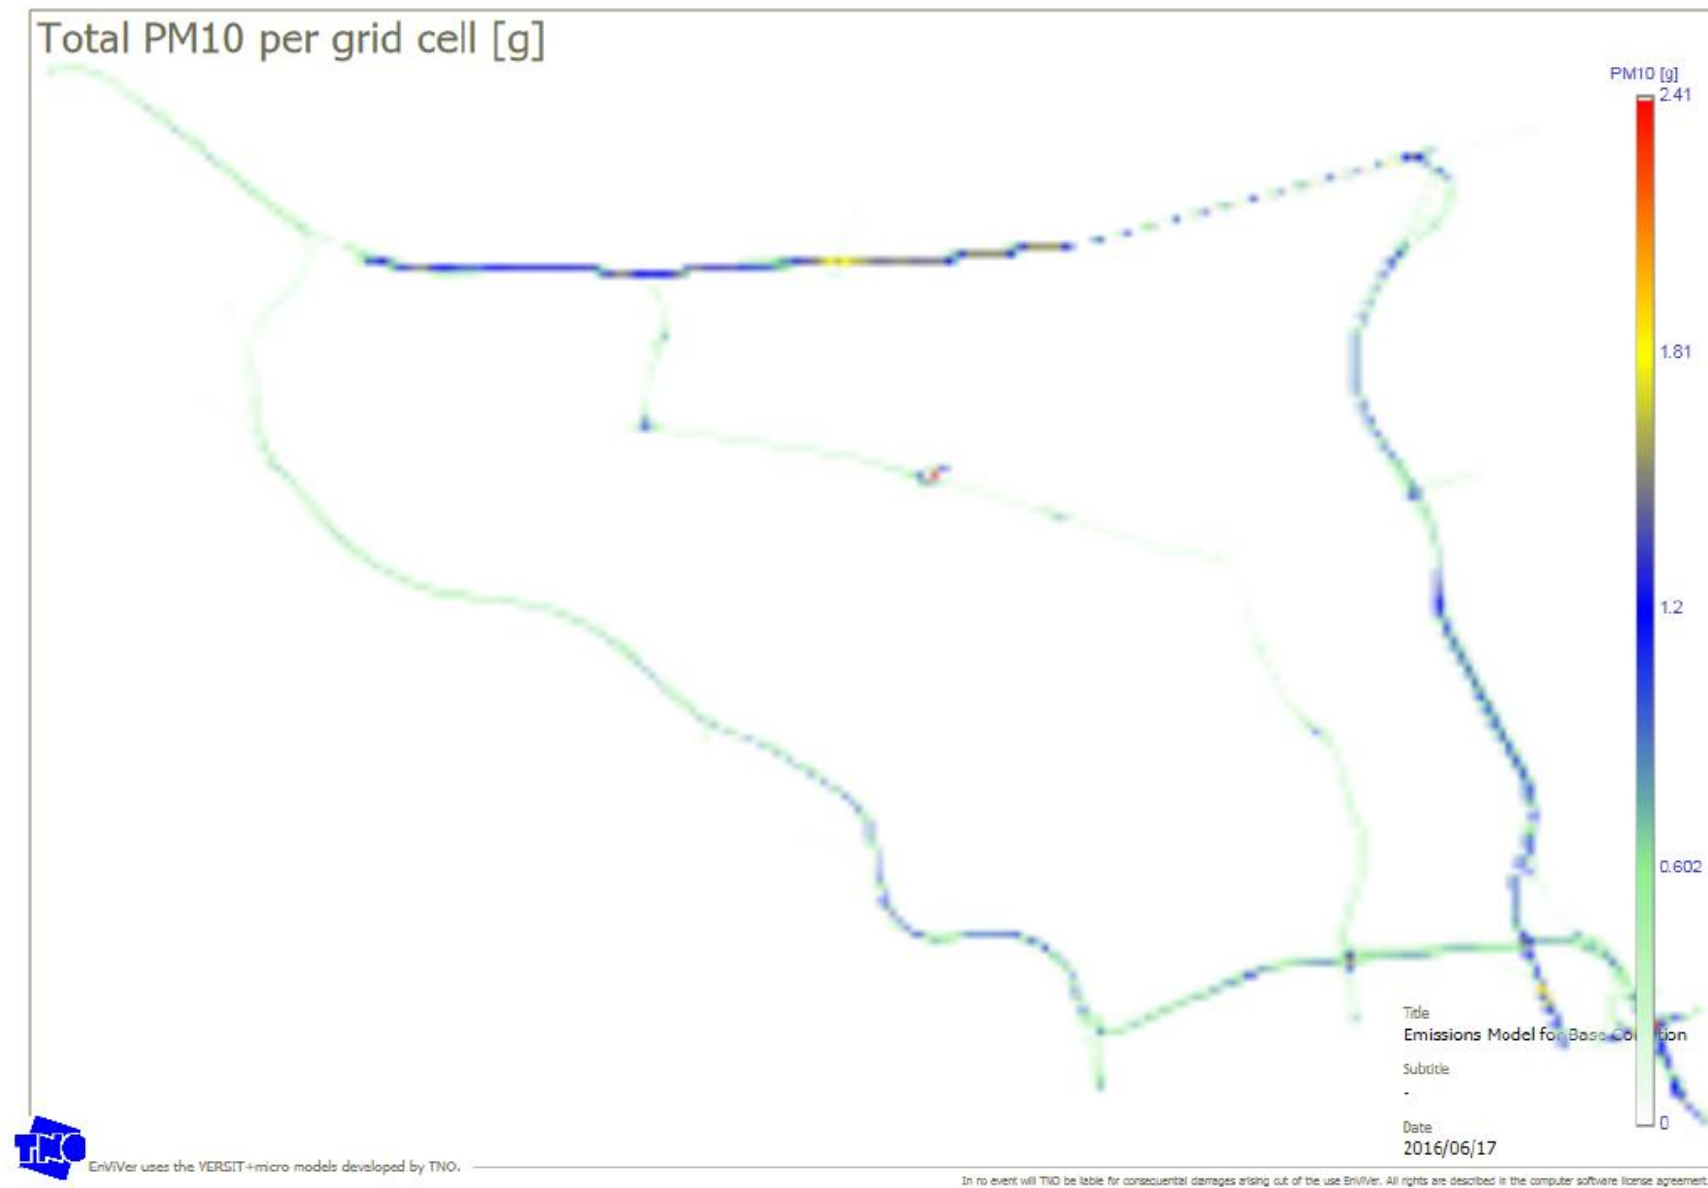 Total PM10 per grid cell [g]
PM10 [g]
2.41
1.81
1.2
0.602
0
Title
Emissions Model for Base Condition
Subtitle
-
Date
2016/06/17
TNO
EnViVer uses the VERSIT+micro models developed by TNO.
In no event will TNO be liable for consequential damages arising out of the use EnViVer. All rights are described in the computer software license agreement